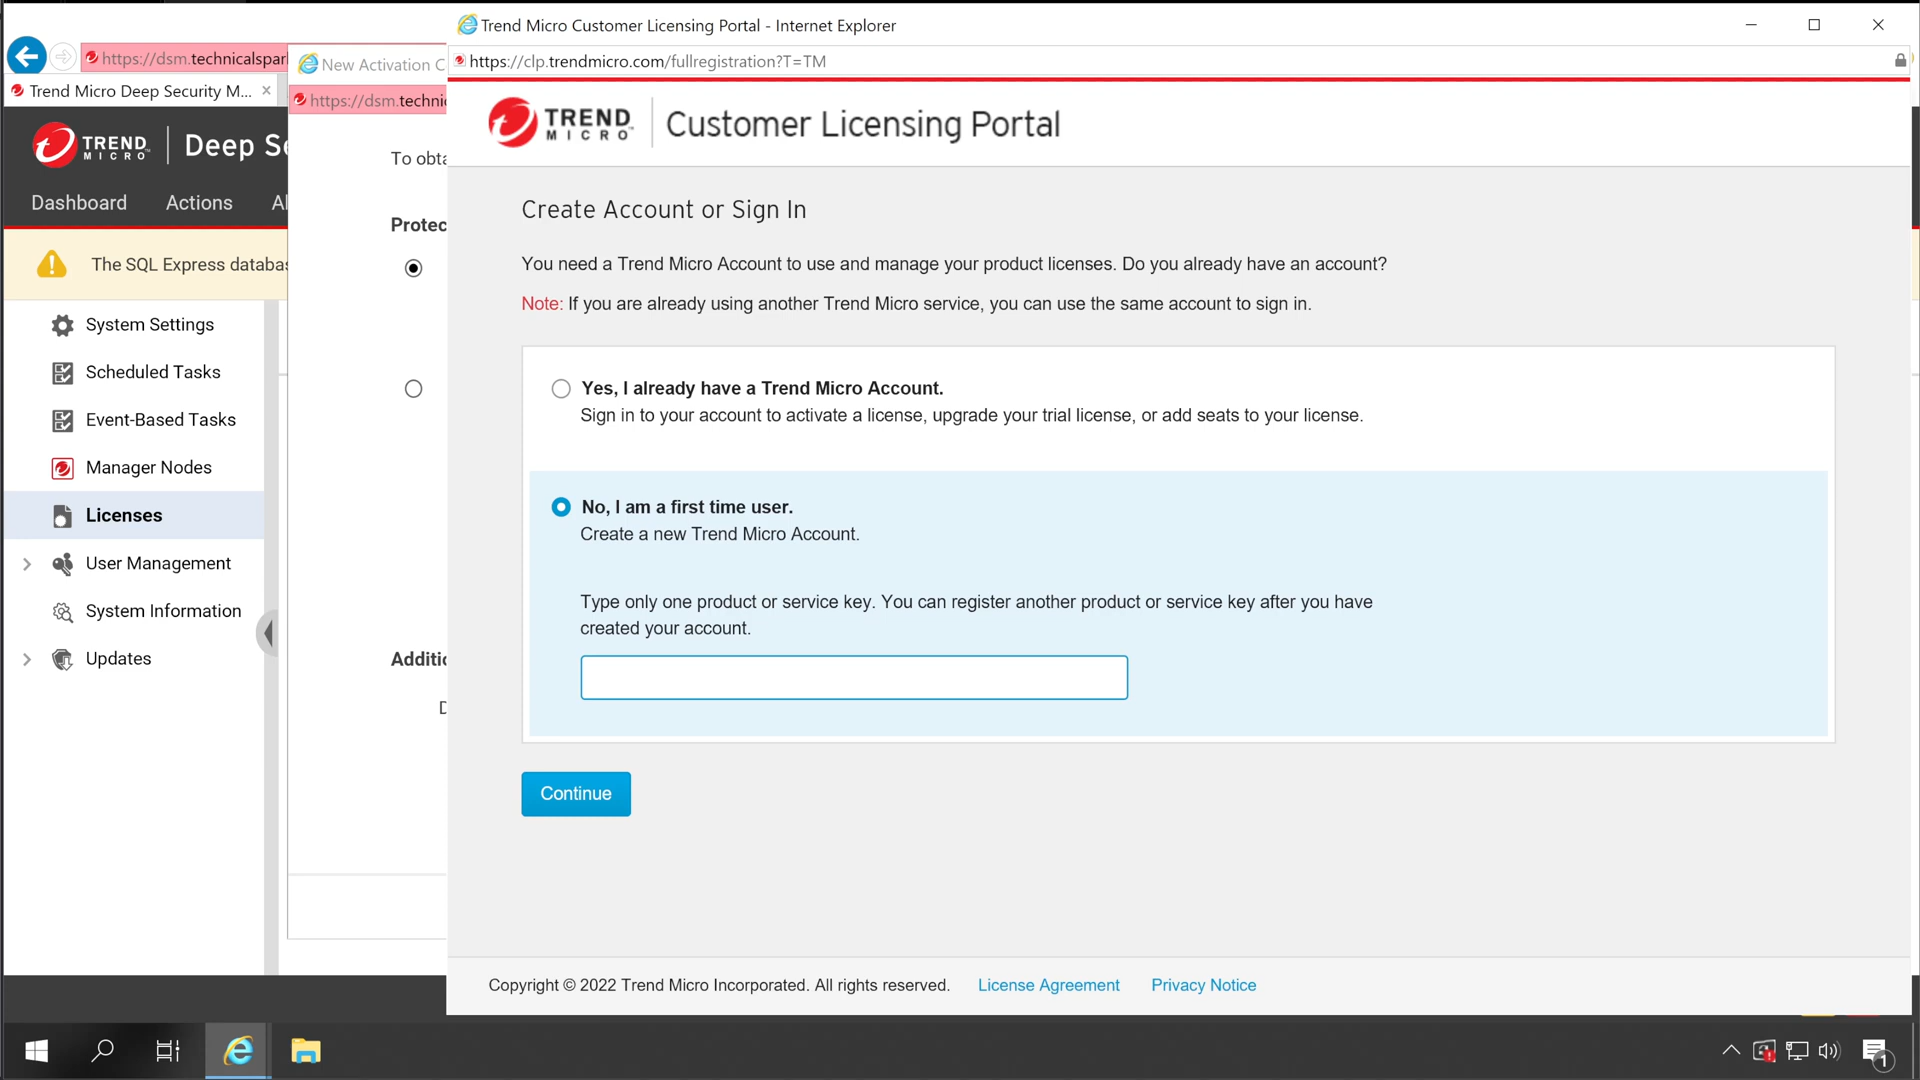 Trend Micro Customer Licensing Portal - Internet Explorer
https://dsm.technicalspark
New Activation C
https://clp.trendmicro.com/fullregistration?T=TM
Trend Micro Deep Security M...
https://dsm.techni
TREND MICRO
Deep Se
TREND MICRO
Customer Licensing Portal
To obta
Dashboard
Actions
Al
Create Account or Sign In
Protec
The SQL Express databas
You need a Trend Micro Account to use and manage your product licenses. Do you already have an account?
Note: If you are already using another Trend Micro service, you can use the same account to sign in.
System Settings
Scheduled Tasks
Event-Based Tasks
Manager Nodes
Licenses
User Management
System Information
Updates
Additio
D
Yes, I already have a Trend Micro Account.
Sign in to your account to activate a license, upgrade your trial license, or add seats to your license.
No, I am a first time user.
Create a new Trend Micro Account.
Type only one product or service key. You can register another product or service key after you have
created your account.
Continue
Copyright © 2022 Trend Micro Incorporated. All rights reserved.
License Agreement
Privacy Notice
1